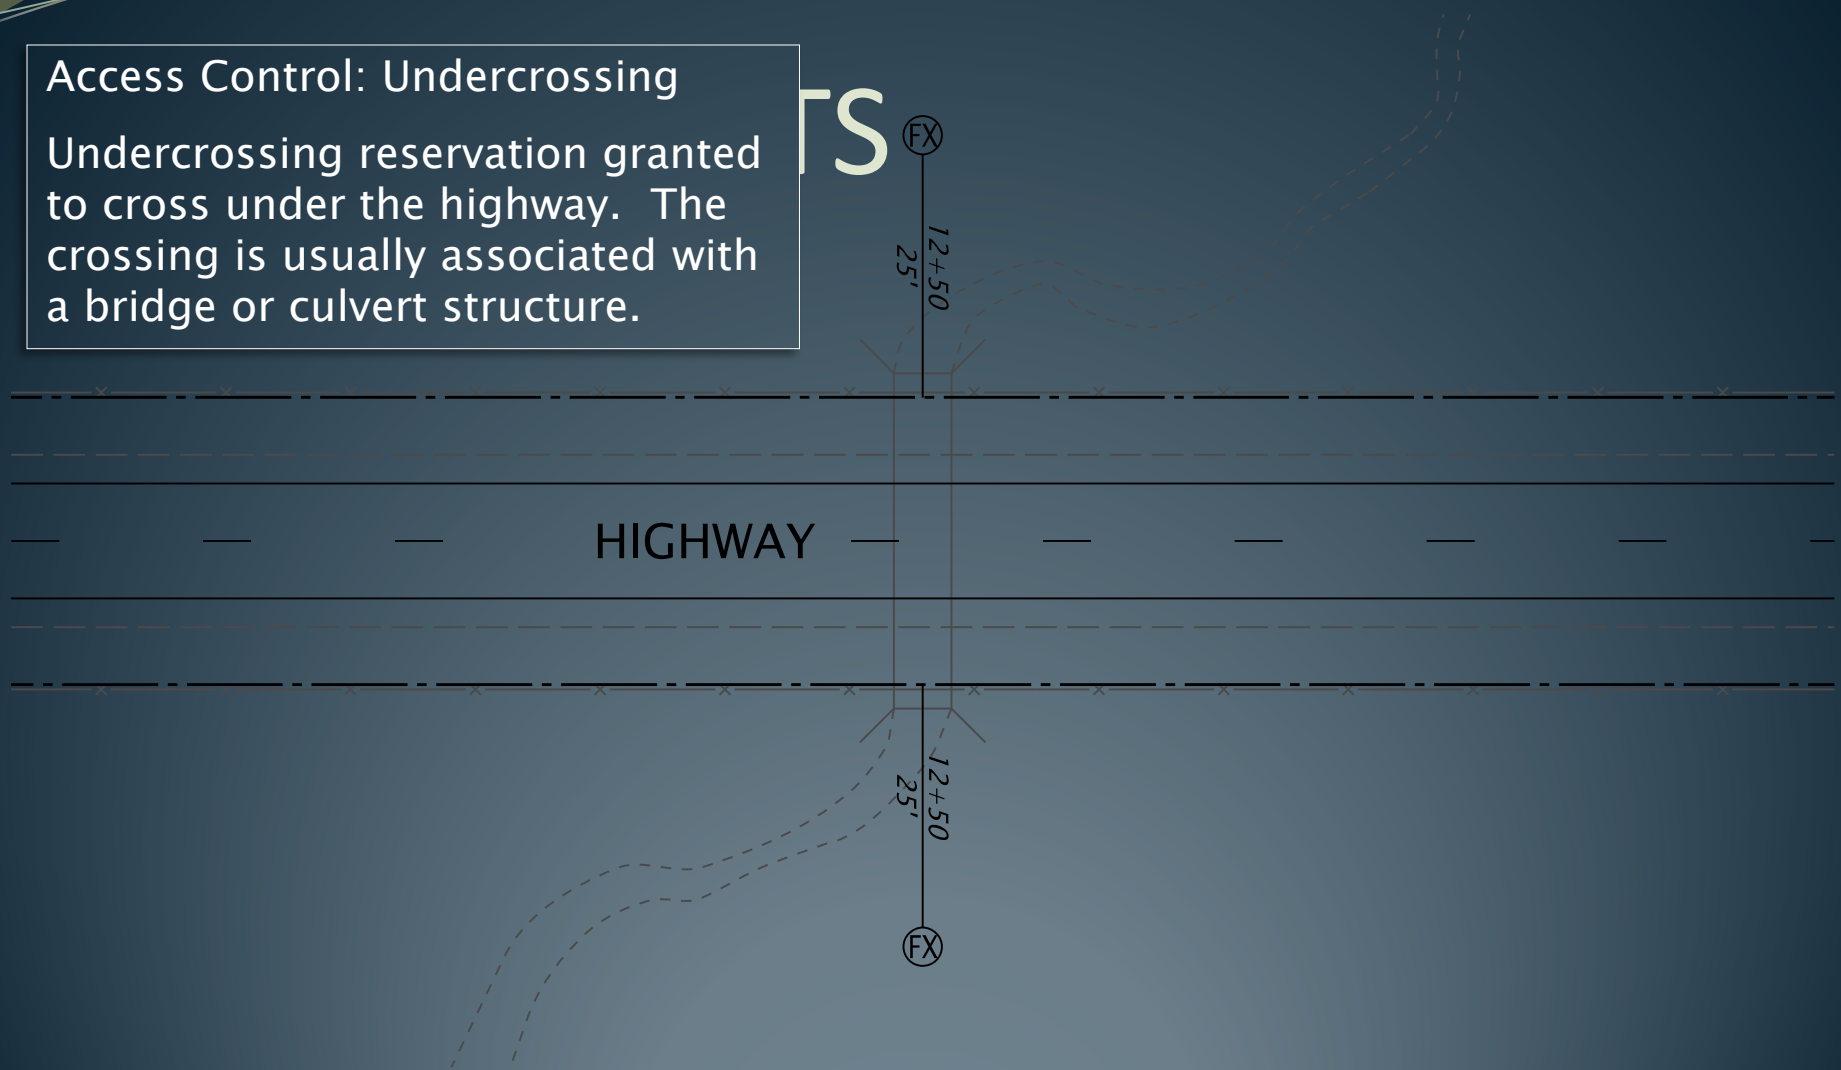 Access Control: Undercrossing
Undercrossing reservation granted
to cross under the highway.  The
crossing is usually associated with
a bridge or culvert structure.
TS
FX
12+50
25'
HIGHWAY
12+50
25'
FX